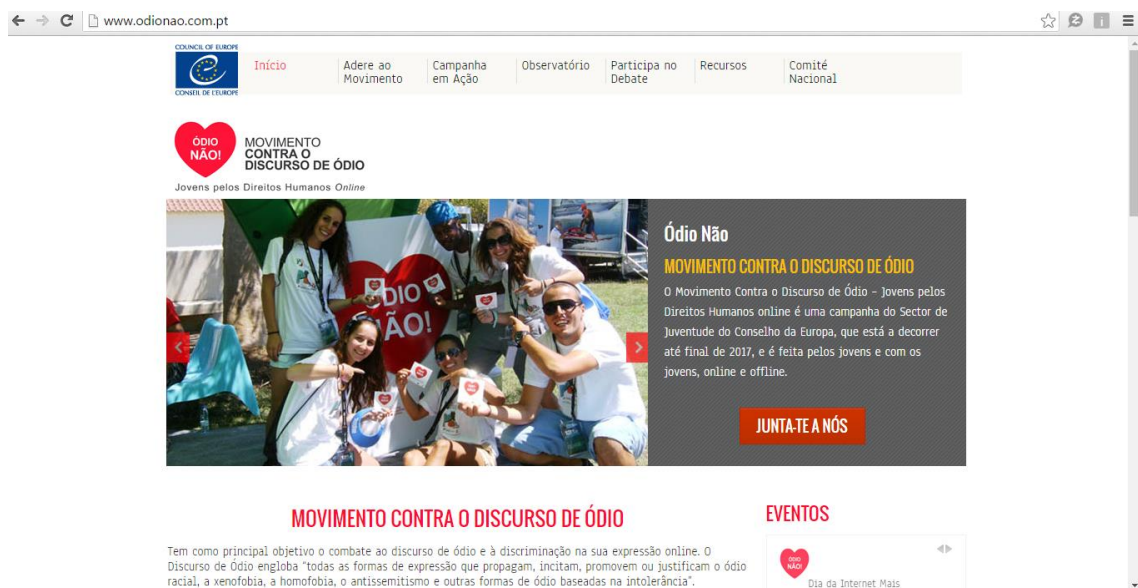 www.odionao.com.pt
COUNCIL OF EUROPE
CONSEIL DE L'EUROPE
Início
Adere ao
Movimento
Campanha
em Ação
Observatório
Participa no
Debate
Recursos
Comité
Nacional
ÓDIO
NÃO!
MOVIMENTO
CONTRA O
DISCURSO DE ÓDIO
Jovens pelos Direitos Humanos Online
ÓDIO
NÃO!
Ódio Não
MOVIMENTO CONTRA O DISCURSO DE ÓDIO
O Movimento Contra o Discurso de Ódio – Jovens pelos
Direitos Humanos online é uma campanha do Sector de
Juventude do Conselho da Europa, que está a decorrer
até final de 2017, e é feita pelos jovens e com os
jovens, online e offline.
JUNTA-TE A NÓS
MOVIMENTO CONTRA O DISCURSO DE ÓDIO
Tem como principal objetivo o combate ao discurso de ódio e à discriminação na sua expressão online. O
Discurso de Ódio engloba “todas as formas de expressão que propagam, incitam, promovem ou justificam o ódio
racial, a xenofobia, a homofobia, o antissemitismo e outras formas de ódio baseadas na intolerância”.
EVENTOS
ÓDIO
NÃO!
Dia da Internet Mais